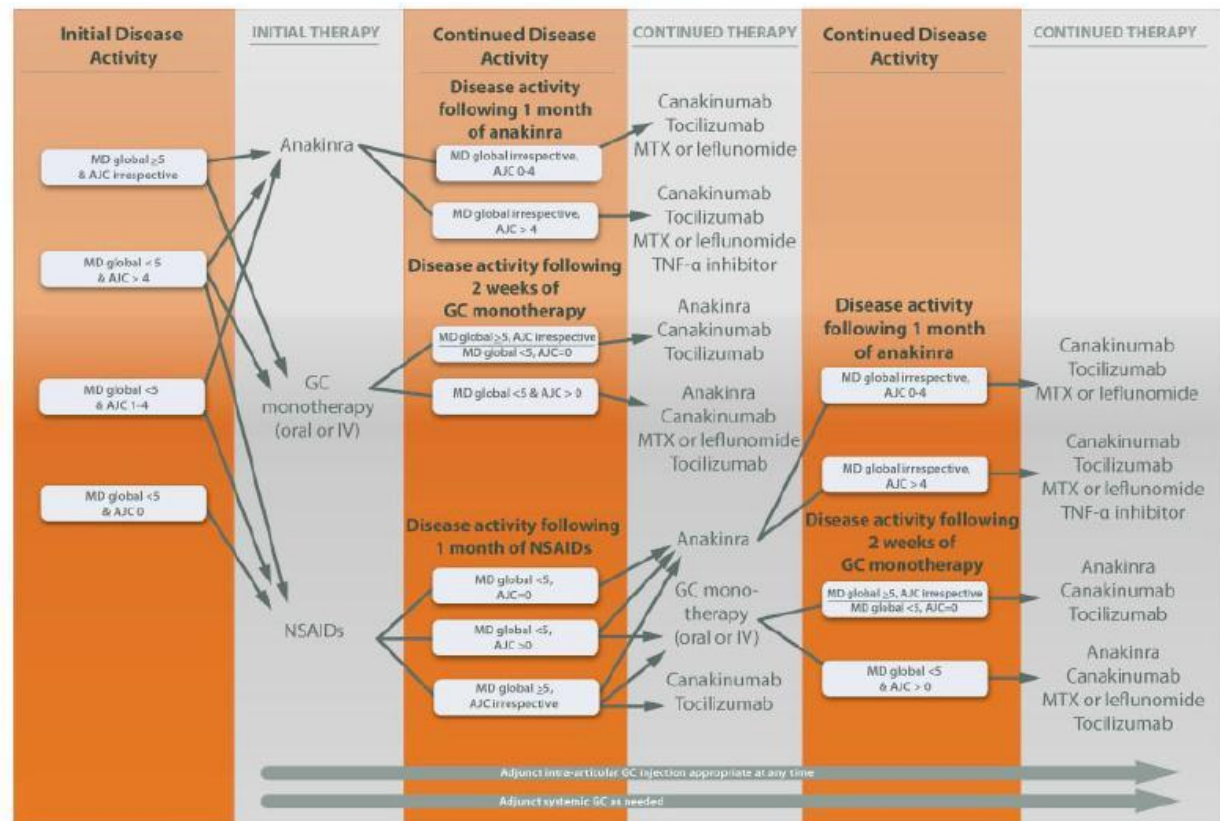 Initial Disease
Activity
INITIAL THERAPY
Continued Disease
Activity
CONTINUED THERAPY
Continued Disease
Activity
CONTINUED THERAPY
MD global ≥5
& AJC irrespective
MD global < 5
& AJC > 4
MD global <5
& AJC 1-4
MD global <5
& AJC 0
Anakinra
GC
monotherapy
(oral or IV)
NSAIDs
Disease activity
following 1 month
of anakinra
MD global irrespective,
AJC 0-4
MD global irrespective,
AJC > 4
Disease activity following
2 weeks of
GC monotherapy
MD global ≥5, AJC irrespective
MD global <5, AJC=0
MD global <5 & AJC > 0
Disease activity following
1 month of NSAIDs
MD global <5,
AJC=0
MD global <5,
AJC >0
MD global ≥5,
AJC irrespective
Canakinumab
Tocilizumab
MTX or leflunomide
Canakinumab
Tocilizumab
MTX or leflunomide
TNF-α inhibitor
Anakinra
Canakinumab
Tocilizumab
Anakinra
Canakinumab
MTX or leflunomide
Tocilizumab
Anakinra
GC mono-
therapy
(oral or IV)
Canakinumab
Tocilizumab
Disease activity
following 1 month
of anakinra
MD global irrespective,
AJC 0-4
MD global irrespective,
AJC > 4
Disease activity following
2 weeks of
GC monotherapy
MD global ≥5, AJC irrespective
MD global <5, AJC=0
MD global <5
& AJC > 0
Canakinumab
Tocilizumab
MTX or leflunomide
Canakinumab
Tocilizumab
MTX or leflunomide
TNF-α inhibitor
Anakinra
Canakinumab
Tocilizumab
Anakinra
Canakinumab
MTX or leflunomide
Tocilizumab
Adjunct intra-articular GC injection appropriate at any time
Adjunct systemic GC as needed